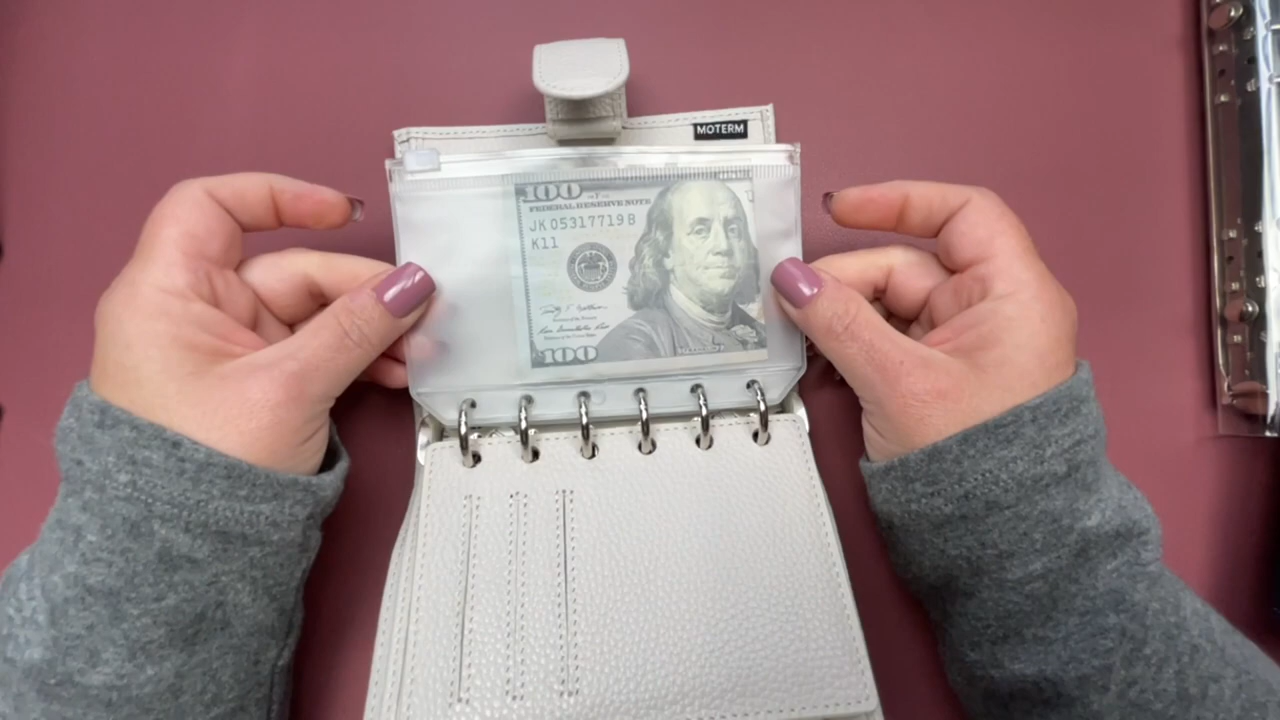 MOTERM
100
FEDERAL RESERVE NOTE
JK 05317719 B
K11
100